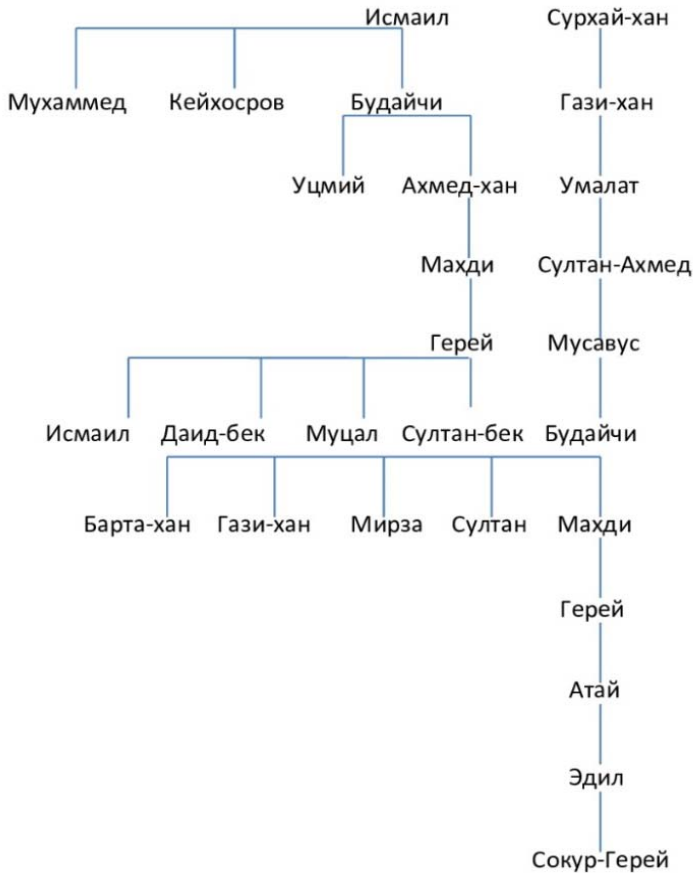 Исмаил Сурхай-хан
Мухаммед Кейхосров Будайчи Гази-хан
Уцмий Ахмед-хан Умалат
Махди Султан-Ахмед
Герей Мусавус
Исмаил Даид-бек Муцал Султан-бек Будайчи
Барта-хан Гази-хан Мирза Султан Махди
Герей
Атай
Эдил
Сокур-Герей